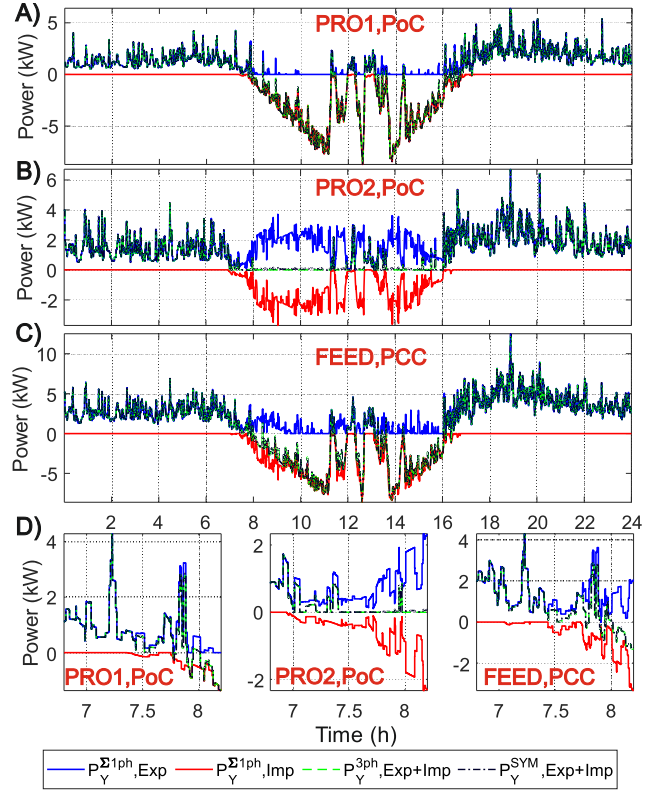 A)
PRO1,PoC
Power (kW)
5
0
-5
B)
PRO2,PoC
Power (kW)
6
4
2
0
-2
C)
FEED,PCC
Power (kW)
10
5
0
-5
2 4 6 8 10 12 14 16 18 20 22 24
D)
Power (kW)
4
2
0
PRO1,PoC
7 7.5 8
2
0
-2
PRO2,PoC
7 7.5 8
4
2
0
-2
FEED,PCC
7 7.5 8
Time (h)
P_Y^Σ1ph,Exp P_Y^Σ1ph,Imp P_Y^3ph,Exp+Imp P_Y^SYM,Exp+Imp